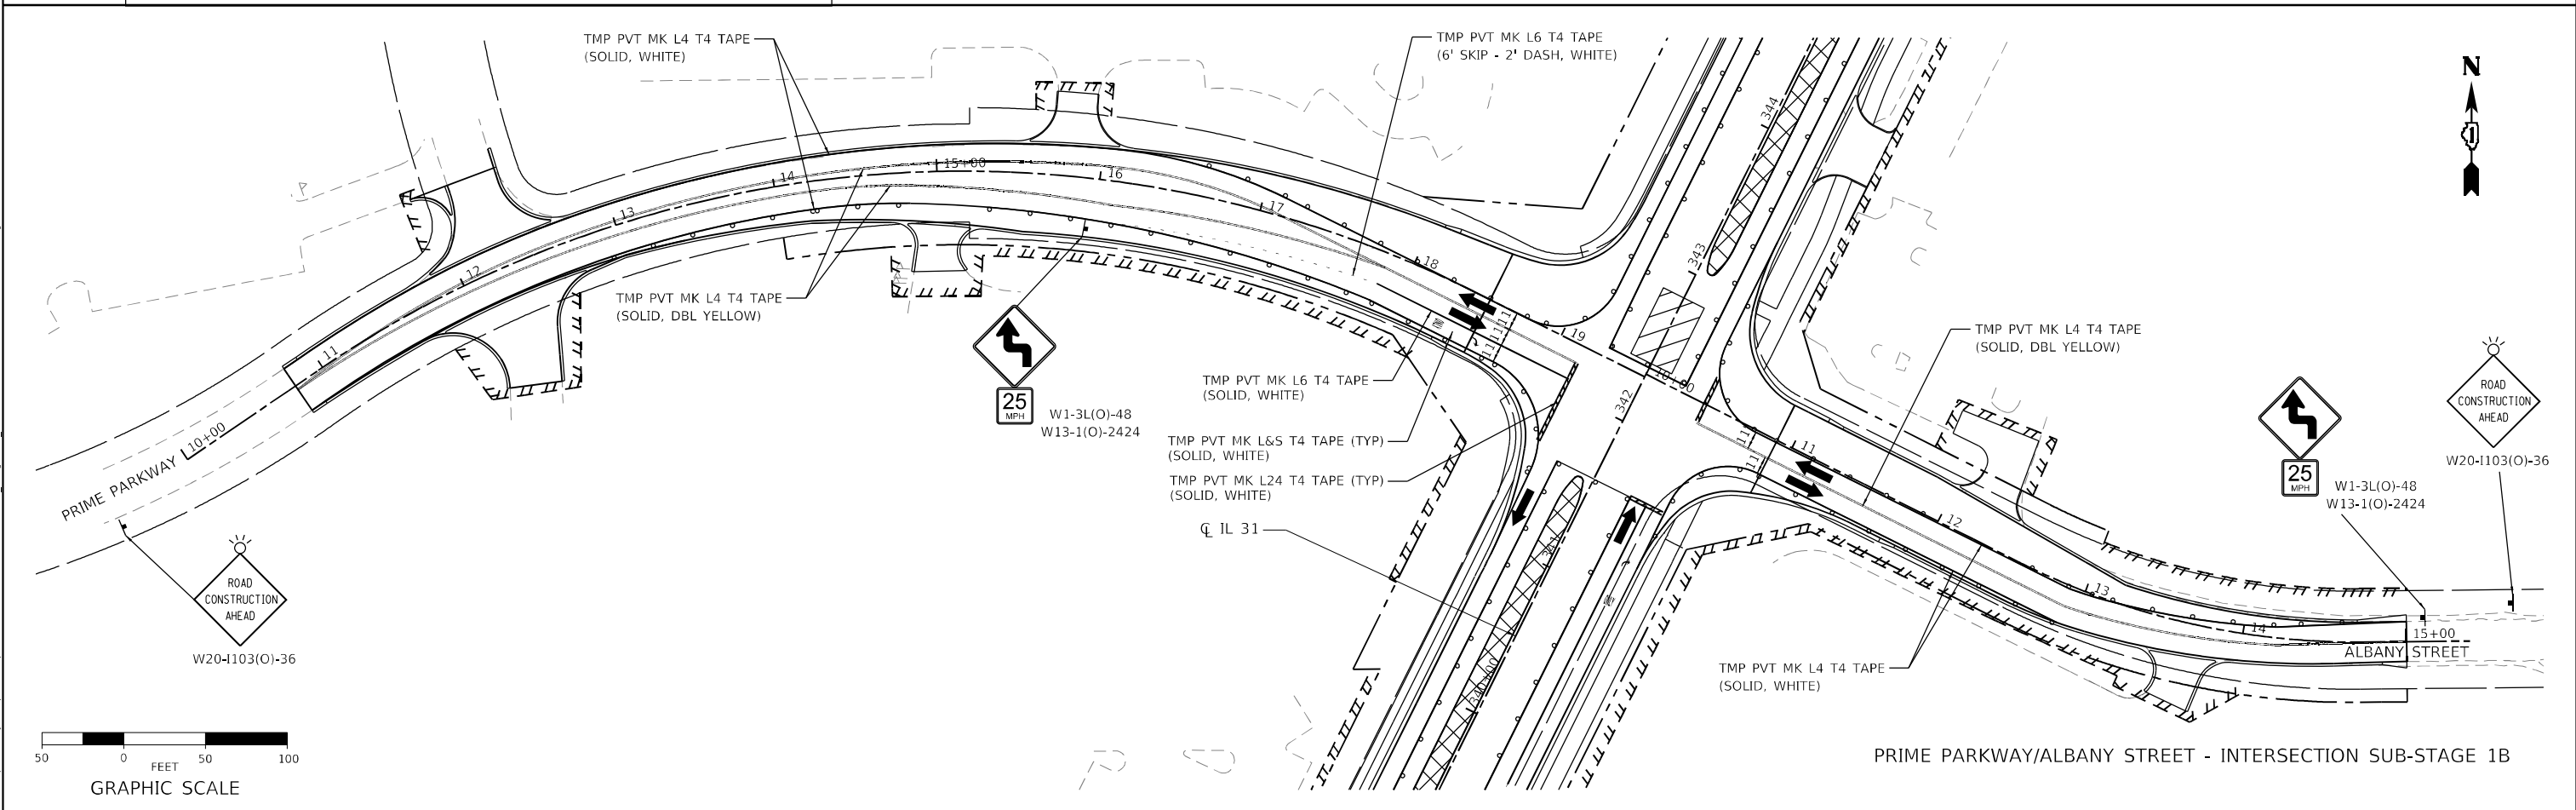 TMP PVT MK L4 T4 TAPE
(SOLID, WHITE)
TMP PVT MK L6 T4 TAPE
(6' SKIP - 2' DASH, WHITE)
N
344
343
15+00
14
16
13
17
12
18
11
19
10+00
PRIME PARKWAY
TMP PVT MK L4 T4 TAPE
(SOLID, DBL YELLOW)
25
MPH
W1-3L(O)-48
W13-1(O)-2424
TMP PVT MK L6 T4 TAPE
(SOLID, WHITE)
TMP PVT MK L&S T4 TAPE (TYP)
(SOLID, WHITE)
TMP PVT MK L24 T4 TAPE (TYP)
(SOLID, WHITE)
℄ IL 31
342
10+00
341
340+00
TMP PVT MK L4 T4 TAPE
(SOLID, DBL YELLOW)
11
12
13
14
15+00
ALBANY STREET
25
MPH
W1-3L(O)-48
W13-1(O)-2424
ROAD
CONSTRUCTION
AHEAD
W20-I103(O)-36
ROAD
CONSTRUCTION
AHEAD
W20-I103(O)-36
TMP PVT MK L4 T4 TAPE
(SOLID, WHITE)
50 0 50 100
FEET
GRAPHIC SCALE
PRIME PARKWAY/ALBANY STREET - INTERSECTION SUB-STAGE 1B